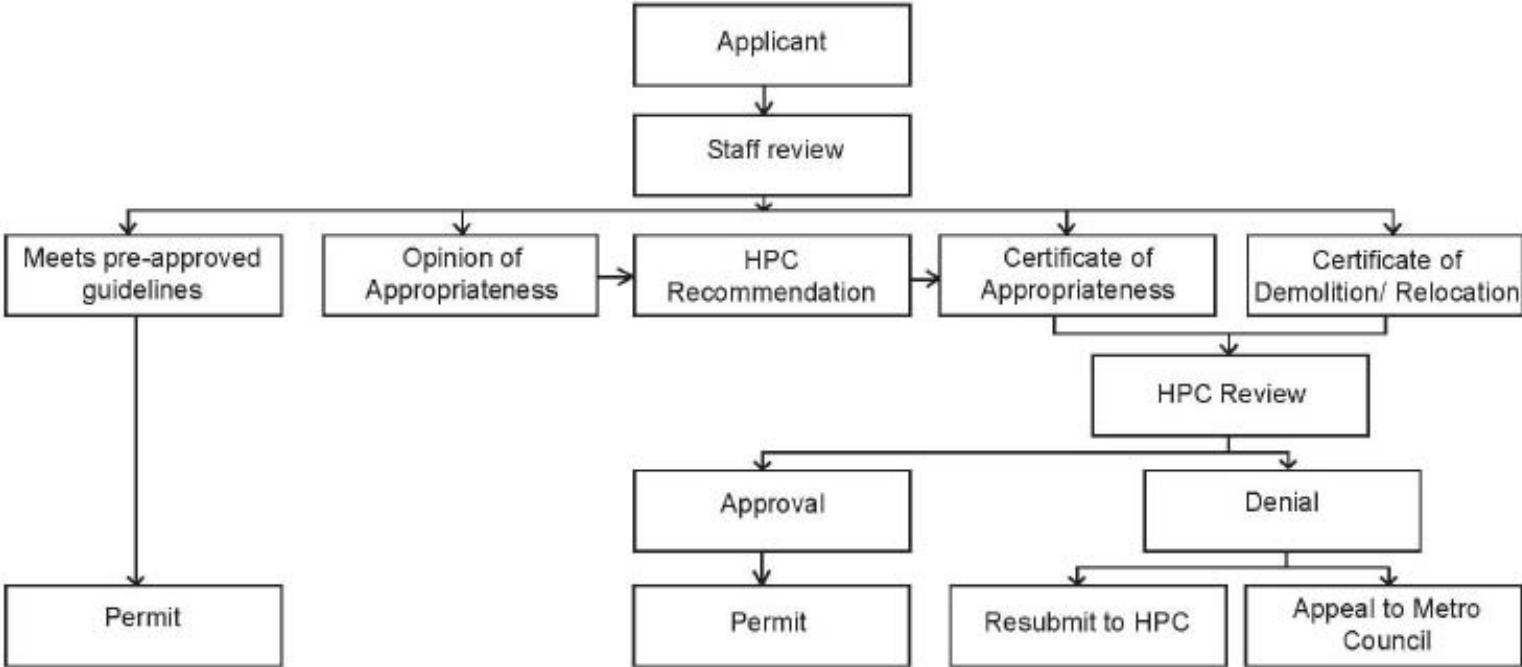 Applicant
Staff review
Meets pre-approved
guidelines
Opinion of
Appropriateness
HPC
Recommendation
Certificate of
Appropriateness
Certificate of
Demolition/ Relocation
HPC Review
Approval
Denial
Permit
Permit
Resubmit to HPC
Appeal to Metro
Council